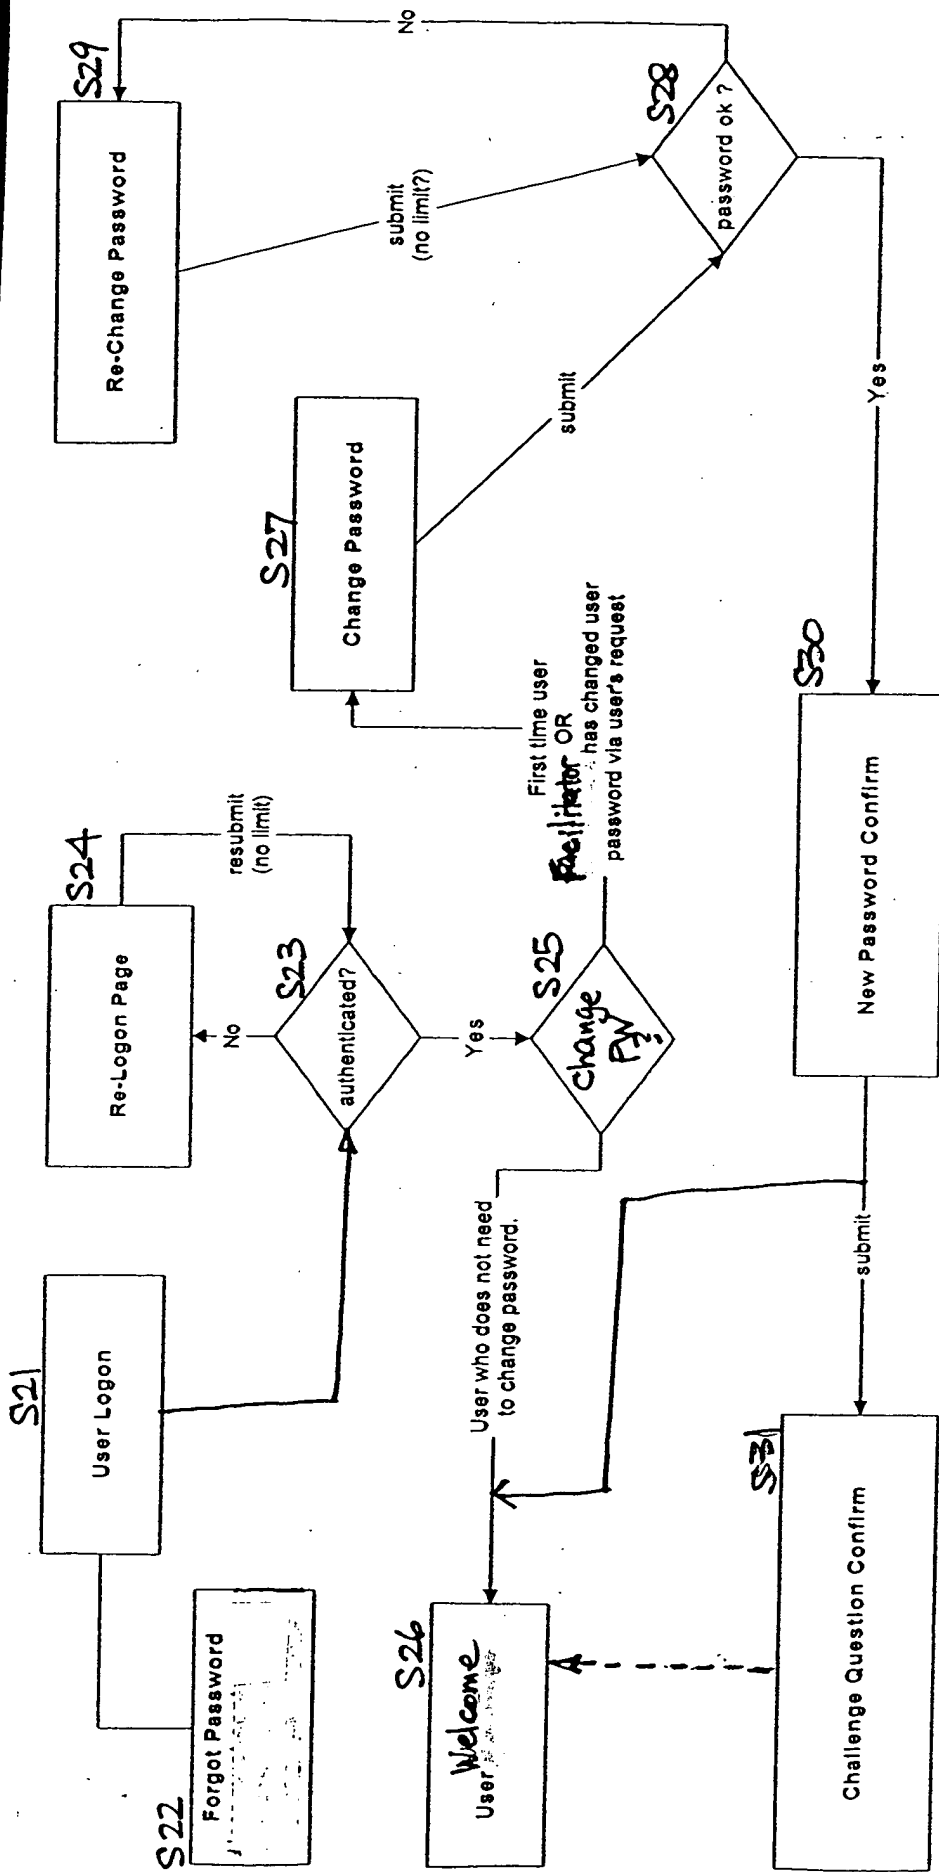 S21
User Logon
S22
Forgot Password
S23
authenticated?
No
S24
Re-Logon Page
resubmit
(no limit)
Yes
S25
Change
PW?
User who does not need
to change password.
S26
User Welcome
First time user
OR
Facilitator has changed user
password via user's request
S27
Change Password
submit
S28
password ok ?
No
S29
Re-Change Password
submit
(no limit?)
Yes
S30
New Password Confirm
submit
S31
Challenge Question Confirm